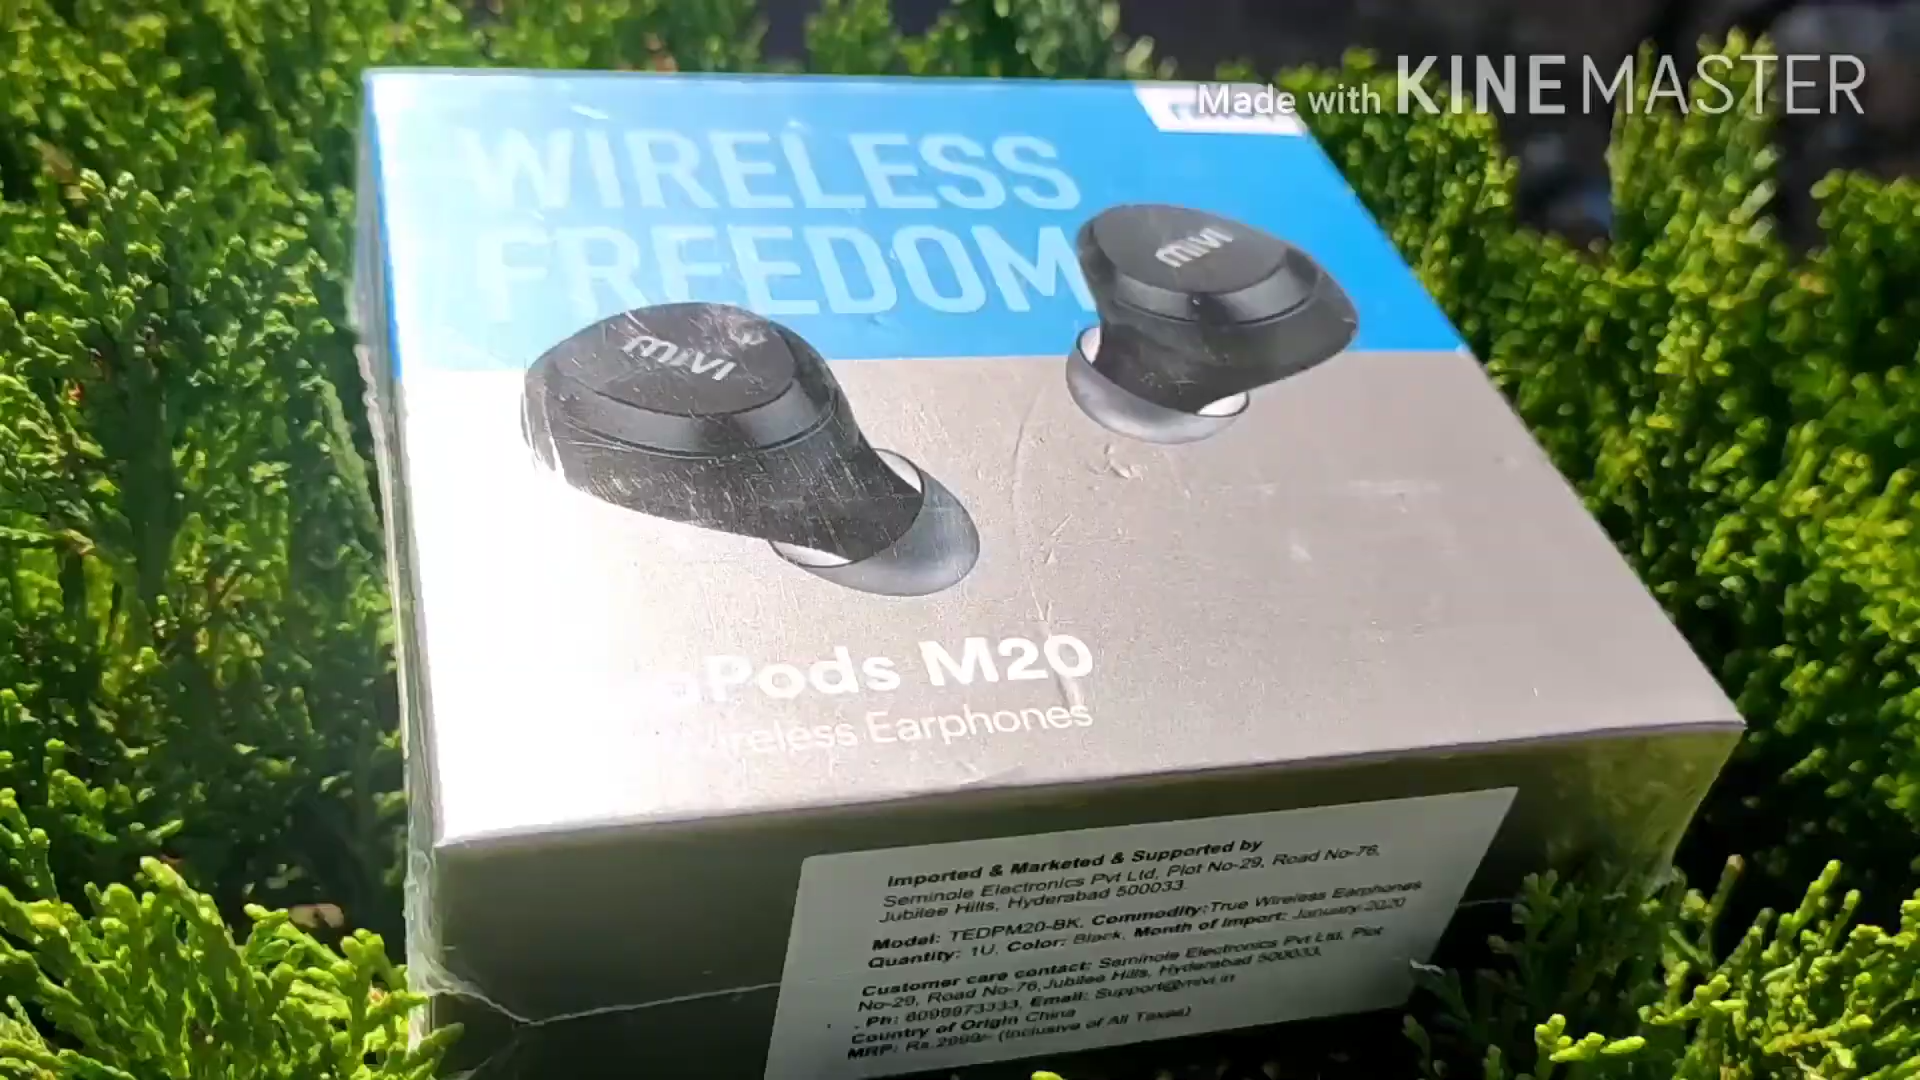 Made with KINEMASTER
WIRELESS
FREEDOM
mivi
mivi
Pods M20
Earphones
Imported & Marketed & Supported by
Seminole Electronics Pvt Ltd, Plot No-29, Road No-76,
Jubilee Hills, Hyderabad 500033.
Model: TEDPM20-BK, Commodity:True Wireless Earphones
Quantity: 1U, Color: Black, Month of Import: January-2020
Customer care contact: Seminole Electronics Pvt Ltd, Plot
No-29, Road No-76,Jubilee Hills, Hyderabad 500033,
Ph: Email: Support@mivi.in
Country of Origin China
MRP: Rs.2999/- (Inclusive of All Taxes)